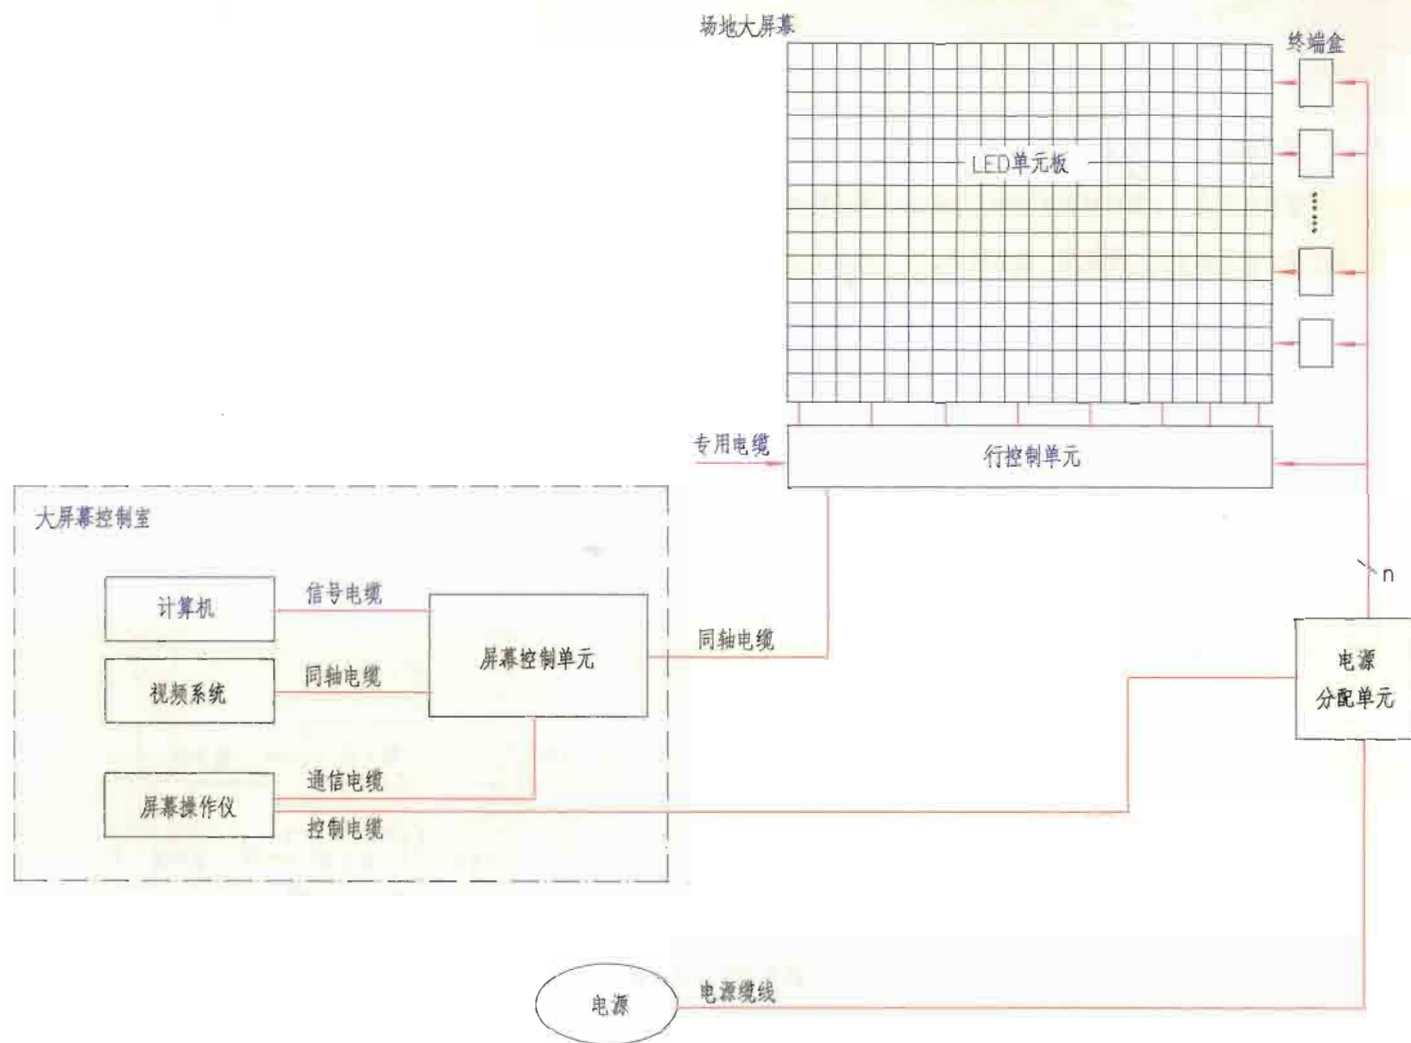 场地大屏幕
终端盒
LED单元板
专用电缆
行控制单元
大屏幕控制室
n
计算机
信号电缆
屏幕控制单元
同轴电缆
视频系统
同轴电缆
电源
分配单元
屏幕操作仪
通信电缆
控制电缆
电源
电源缆线